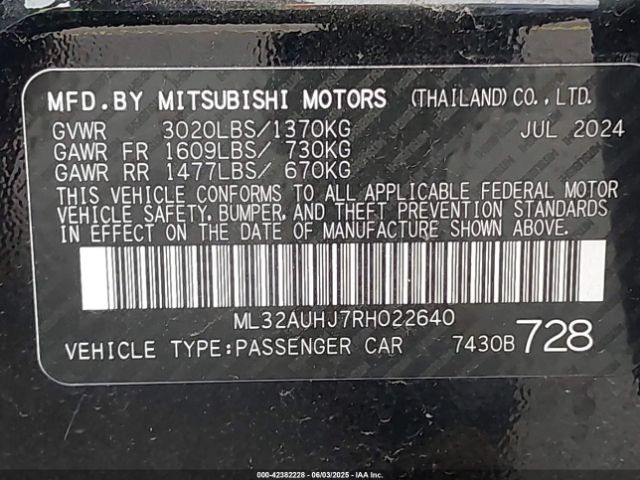 MFD.BY MITSUBISHI MOTORS (THAILAND)CO.,LTD.
GVWR 3020LBS/1370KG JUL 2024
GAWR FR 1609LBS/ 730KG
GAWR RR 1477LBS/ 670KG
THIS VEHICLE CONFORMS TO ALL APPLICABLE FEDERAL MOTOR
VEHICLE SAFETY, BUMPER, AND THEFT PREVENTION STANDARDS
IN EFFECT ON THE DATE OF MANUFACTURE SHOWN ABOVE.
ML32AUHJ7RH022640
VEHICLE TYPE:PASSENGER CAR 7430B 728
000-42382228 - 06/03/2025 - IAA Inc.